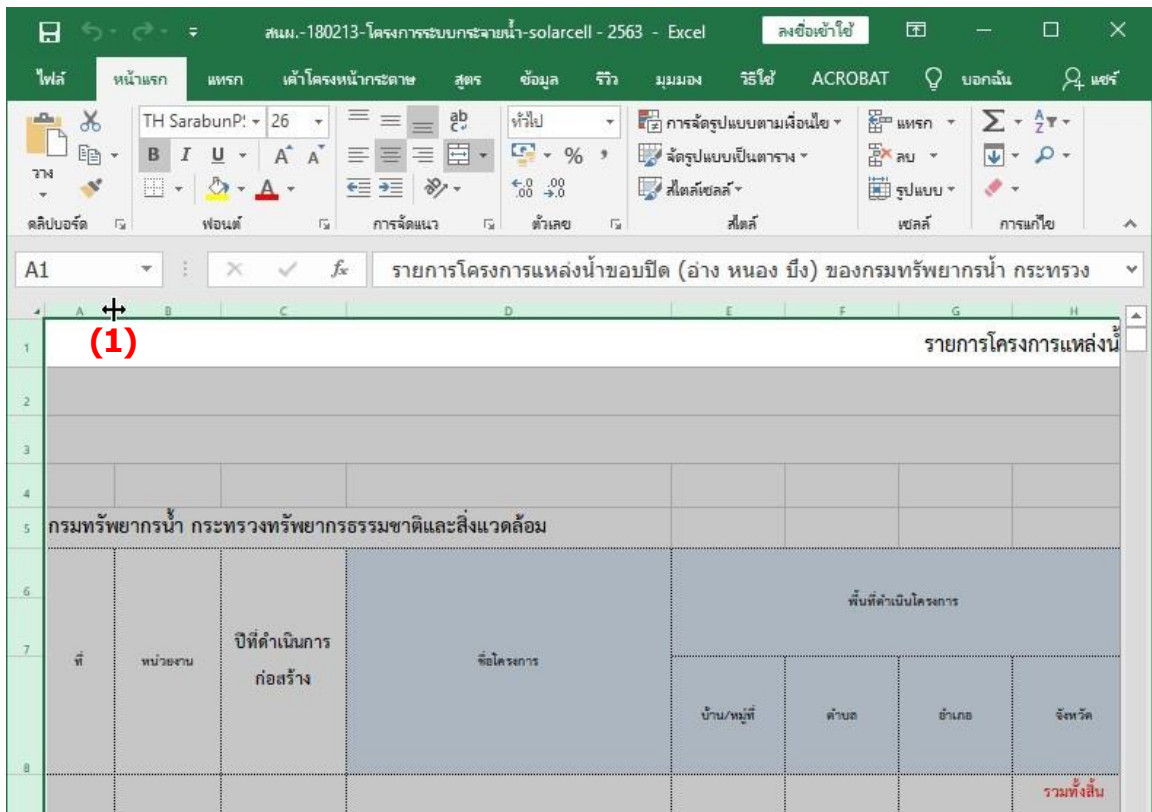 สนผ.-180213-โครงการระบบกระจายน้ำ-solarcell - 2563 - Excel ลงชื่อเข้าใช้
ไฟล์ หน้าแรก แทรก เค้าโครงหน้ากระดาษ สูตร ข้อมูล รีวิว มุมมอง วิธีใช้ ACROBAT บอกฉัน แชร์
TH SarabunP! 26 ทั่วไป การจัดรูปแบบตามเงื่อนไข แทรก
วาง B I U จัดรูปแบบเป็นตาราง ลบ
สไตล์เซลล์ รูปแบบ
คลิปบอร์ด ฟอนต์ การจัดแนว ตัวเลข สไตล์ เซลล์ การแก้ไข
A1 fx รายการโครงการแหล่งน้ำขอบปิด (อ่าง หนอง บึง) ของกรมทรัพยากรน้ำ กระทรวง
A B C D E F G H
(1)
1 รายการโครงการแหล่งน้ำ
2
3
4
5 กรมทรัพยากรน้ำ กระทรวงทรัพยากรธรรมชาติและสิ่งแวดล้อม
6 พื้นที่ดำเนินโครงการ
7 ที่ หน่วยงาน ปีที่ดำเนินการ ชื่อโครงการ
ก่อสร้าง
บ้าน/หมู่ที่ ตำบล อำเภอ จังหวัด
8
รวมทั้งสิ้น